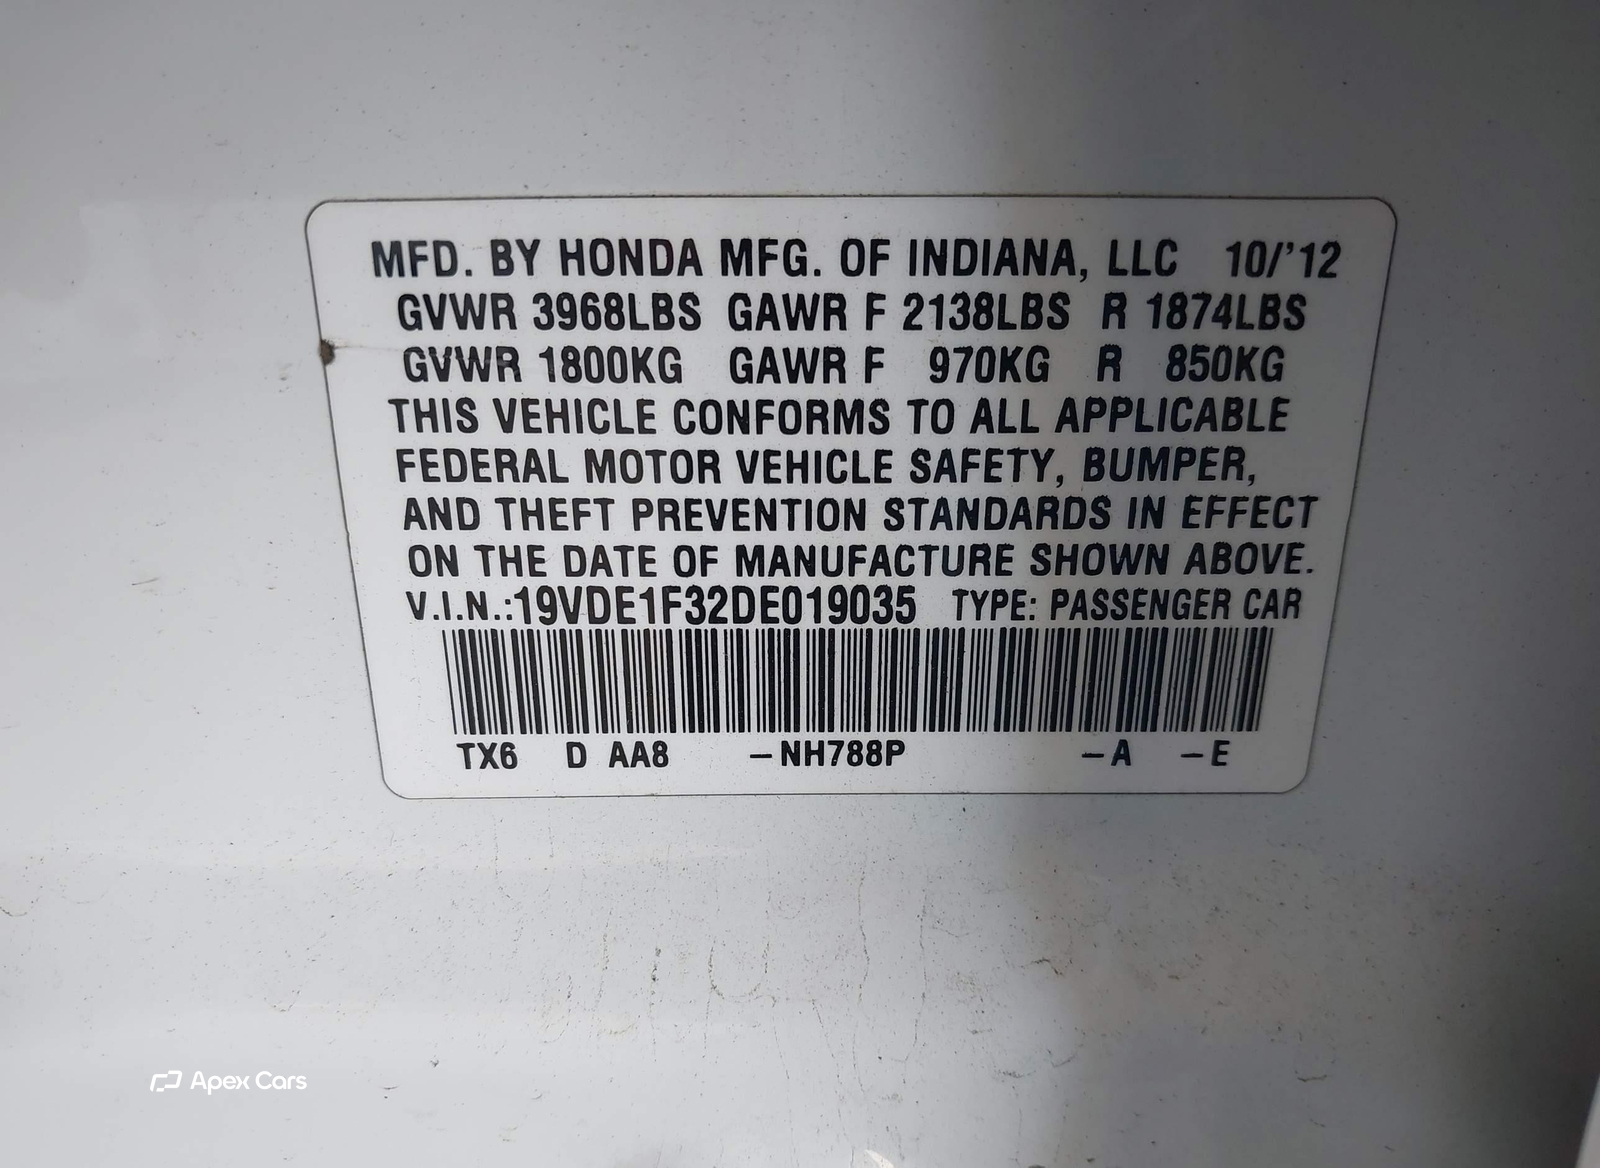 MFD. BY HONDA MFG. OF INDIANA, LLC 10/'12
GVWR 3968LBS GAWR F 2138LBS R 1874LBS
GVWR 1800KG GAWR F 970KG R 850KG
THIS VEHICLE CONFORMS TO ALL APPLICABLE
FEDERAL MOTOR VEHICLE SAFETY, BUMPER,
AND THEFT PREVENTION STANDARDS IN EFFECT
ON THE DATE OF MANUFACTURE SHOWN ABOVE.
V.I.N.:19VDE1F32DE019035 TYPE: PASSENGER CAR
TX6 D AA8 –NH788P –A –E
Apex Cars